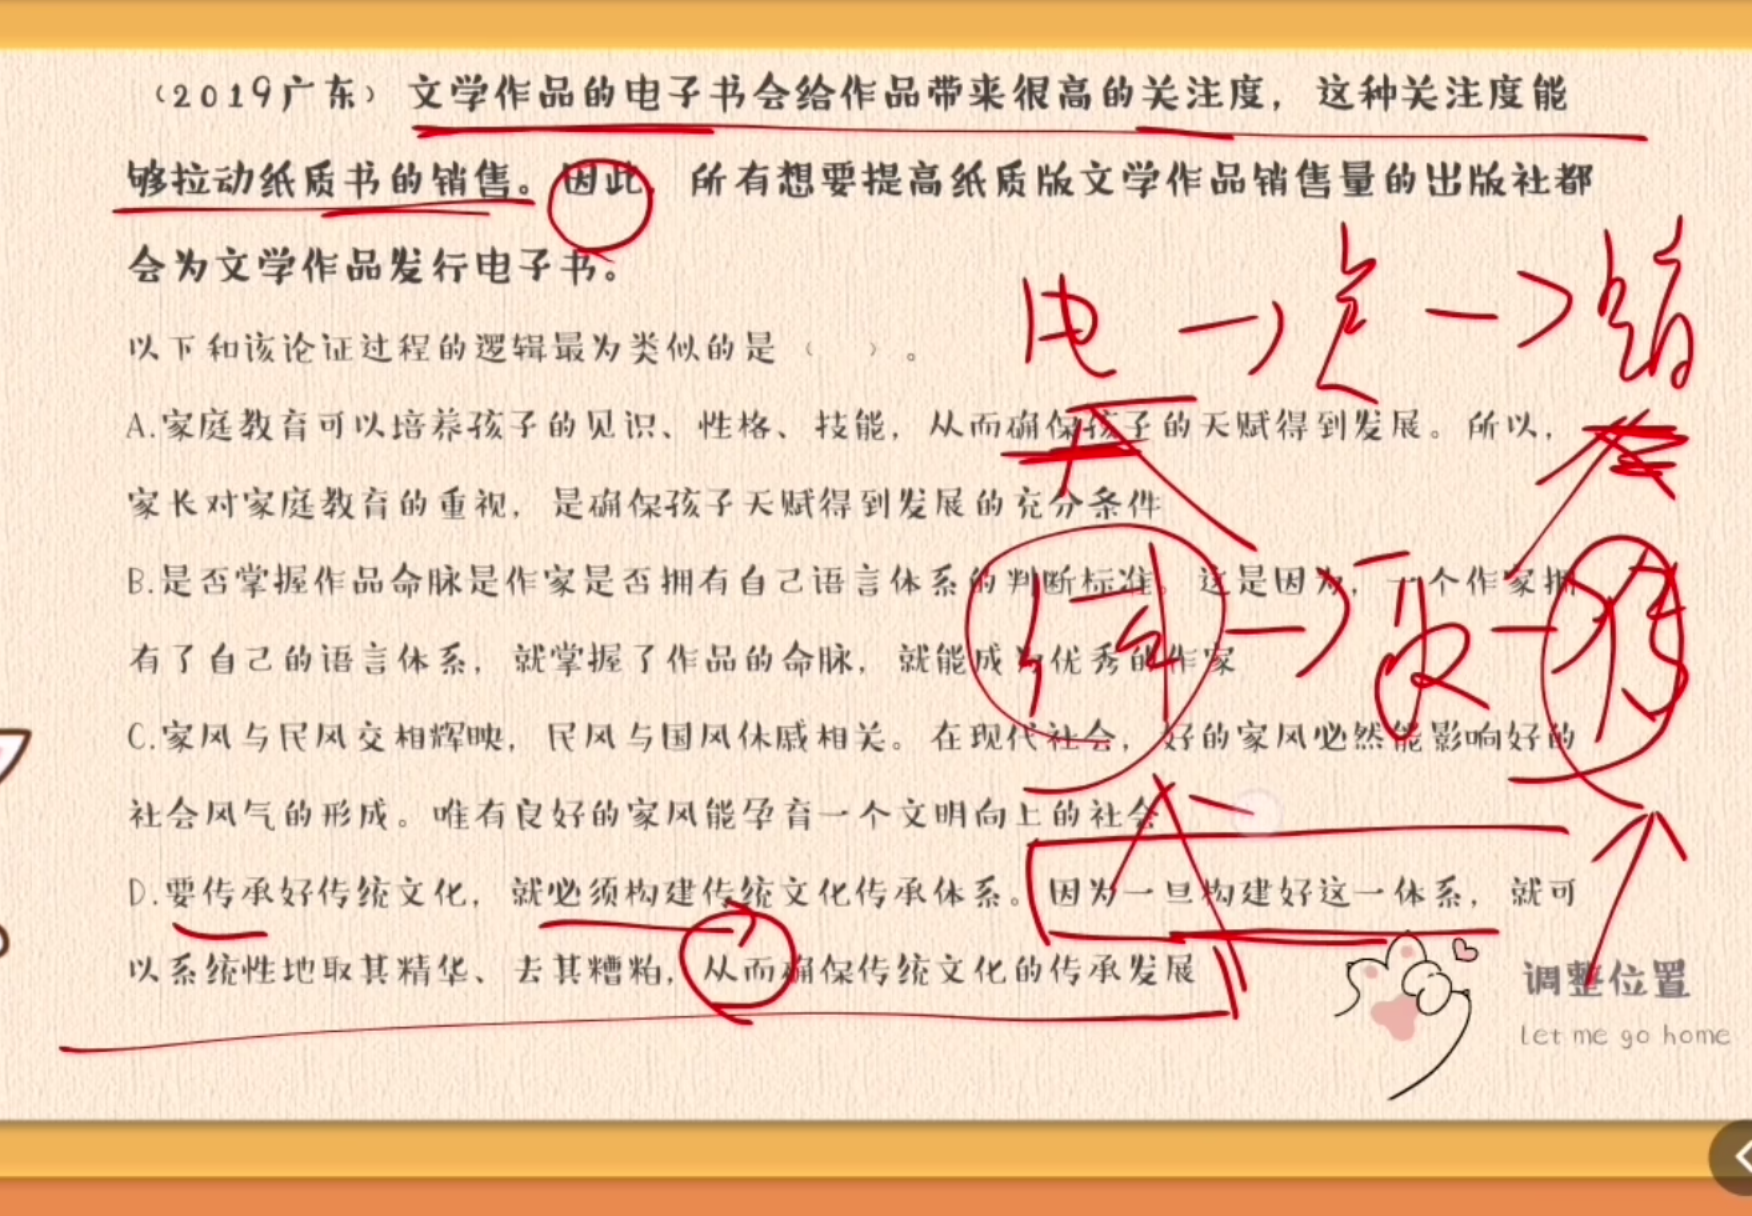 （2019广东）文学作品的电子书会给作品带来很高的关注度，这种关注度能
够拉动纸质书的销售。因此，所有想要提高纸质版文学作品销售量的出版社都
会为文学作品发行电子书。
以下和该论证过程的逻辑最为类似的是（ ）。
A.家庭教育可以培养孩子的见识、性格、技能，从而确保孩子的天赋得到发展。所以，
家长对家庭教育的重视，是确保孩子天赋得到发展的充分条件
B.是否掌握作品命脉是作家是否拥有自己语言体系的判断标准。这是因为，一个作家拥
有了自己的语言体系，就掌握了作品的命脉，就能成为优秀的作家
C.家风与民风交相辉映，民风与国风休戚相关。在现代社会，好的家风必然能影响好的
社会风气的形成。唯有良好的家风能孕育一个文明向上的社会
D.要传承好传统文化，就必须构建传统文化传承体系。因为一旦构建好这一体系，就可
以系统性地取其精华、去其糟粕，从而确保传统文化的传承发展
调整位置
let me go home